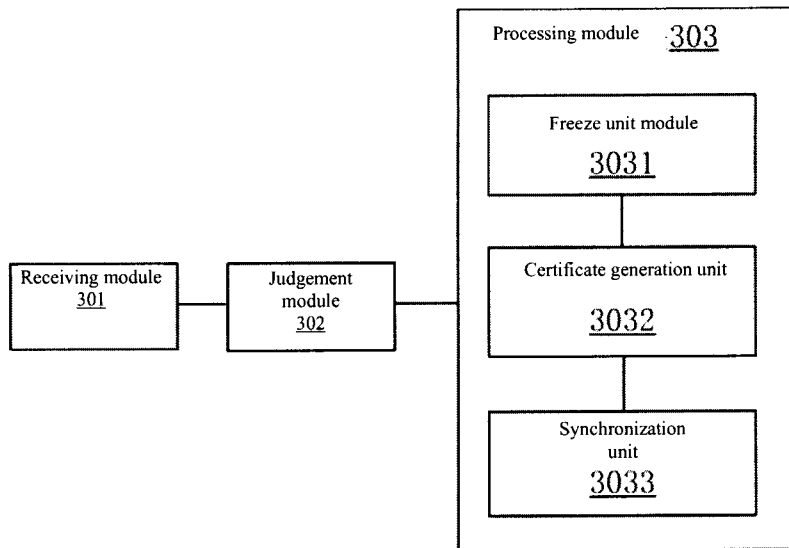 Processing module 303
Freeze unit module
3031
Certificate generation unit
3032
Synchronization
unit
3033
Receiving module
301
Judgement
module
302